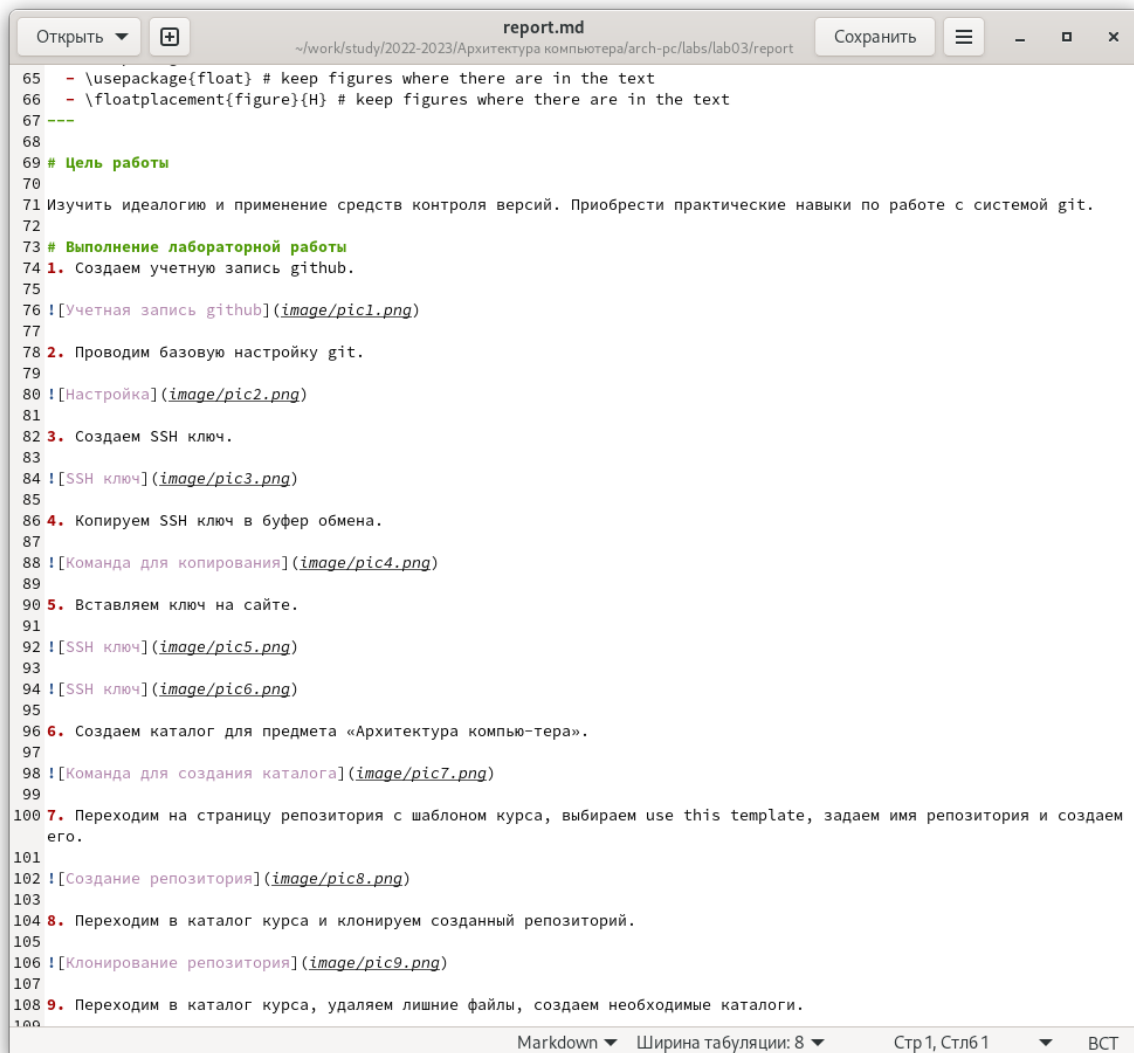 Открыть
report.md
~/work/study/2022-2023/Архитектура компьютера/arch-pc/labs/lab03/report
Сохранить
65 - \usepackage{float} # keep figures where there are in the text
66 - \floatplacement{figure}{H} # keep figures where there are in the text
67 ---
68
69 # Цель работы
70
71 Изучить идеалогию и применение средств контроля версий. Приобрести практические навыки по работе с системой git.
72
73 # Выполнение лабораторной работы
74 1. Создаем учетную запись github.
75
76 ![Учетная запись github](image/pic1.png)
77
78 2. Проводим базовую настройку git.
79
80 ![Настройка](image/pic2.png)
81
82 3. Создаем SSH ключ.
83
84 ![SSH ключ](image/pic3.png)
85
86 4. Копируем SSH ключ в буфер обмена.
87
88 ![Команда для копирования](image/pic4.png)
89
90 5. Вставляем ключ на сайте.
91
92 ![SSH ключ](image/pic5.png)
93
94 ![SSH ключ](image/pic6.png)
95
96 6. Создаем каталог для предмета «Архитектура компью-тера».
97
98 ![Команда для создания каталога](image/pic7.png)
99
100 7. Переходим на страницу репозитория с шаблоном курса, выбираем use this template, задаем имя репозитория и создаем
его.
101
102 ![Создание репозитория](image/pic8.png)
103
104 8. Переходим в каталог курса и клонируем созданный репозиторий.
105
106 ![Клонирование репозитория](image/pic9.png)
107
108 9. Переходим в каталог курса, удаляем лишние файлы, создаем необходимые каталоги.
109
Markdown
Ширина табуляции: 8
Стр 1, Стлб 1
ВСТ